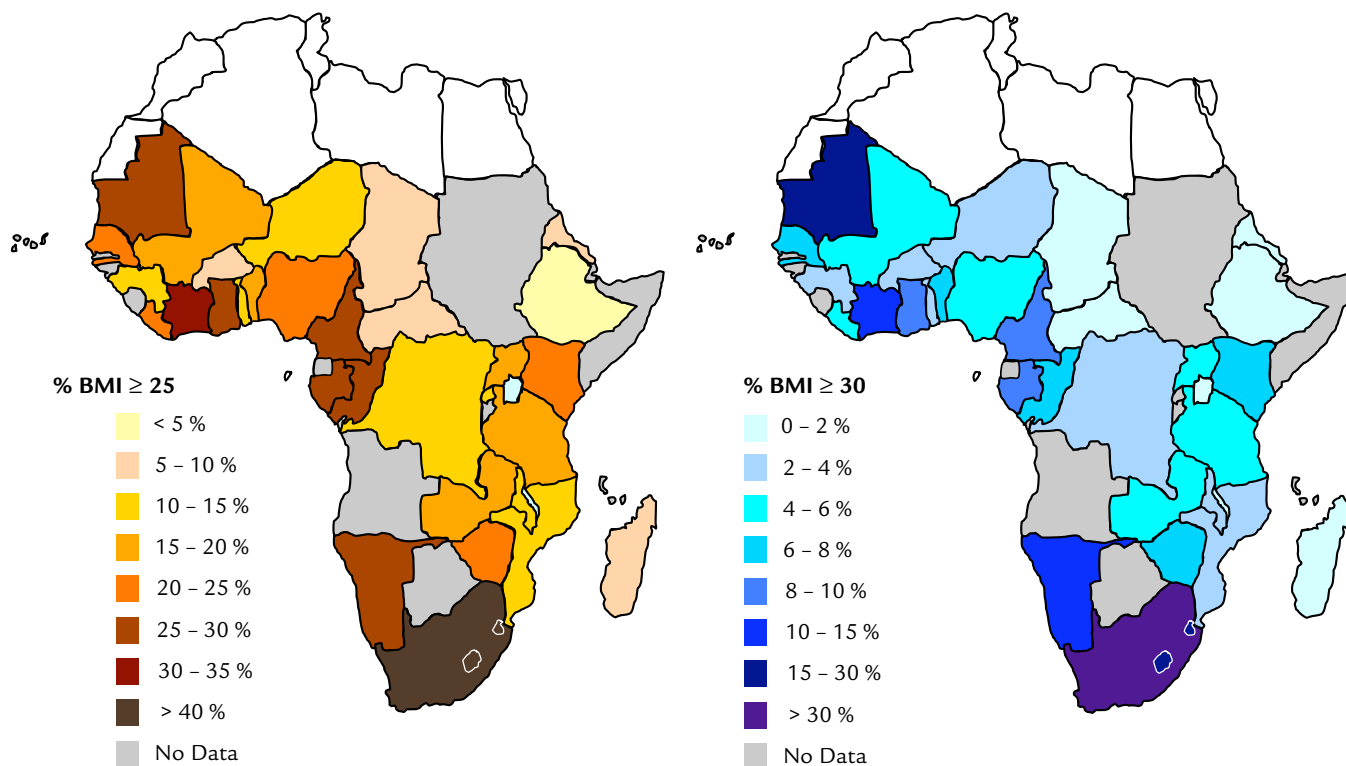 % BMI ≥ 25
< 5 %
5 – 10 %
10 – 15 %
15 – 20 %
20 – 25 %
25 – 30 %
30 – 35 %
> 40 %
No Data
% BMI ≥ 30
0 – 2 %
2 – 4 %
4 – 6 %
6 – 8 %
8 – 10 %
10 – 15 %
15 – 30 %
> 30 %
No Data